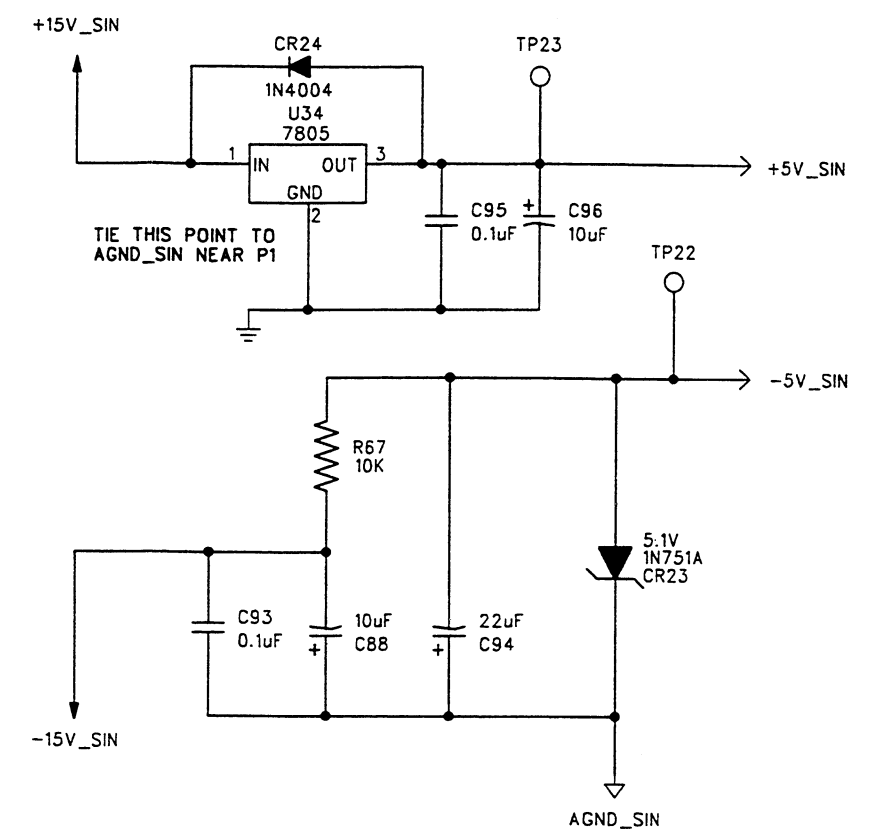 +15V_SIN
CR24
1N4004
U34
7805
TP23
1
IN
OUT
3
GND
2
+5V_SIN
C95
0.1uF
+
C96
10uF
TIE THIS POINT TO
AGND_SIN NEAR P1
TP22
-5V_SIN
R67
10K
5.1V
1N751A
CR23
C93
0.1uF
10uF
C88
+
22uF
C94
+
-15V_SIN
AGND_SIN